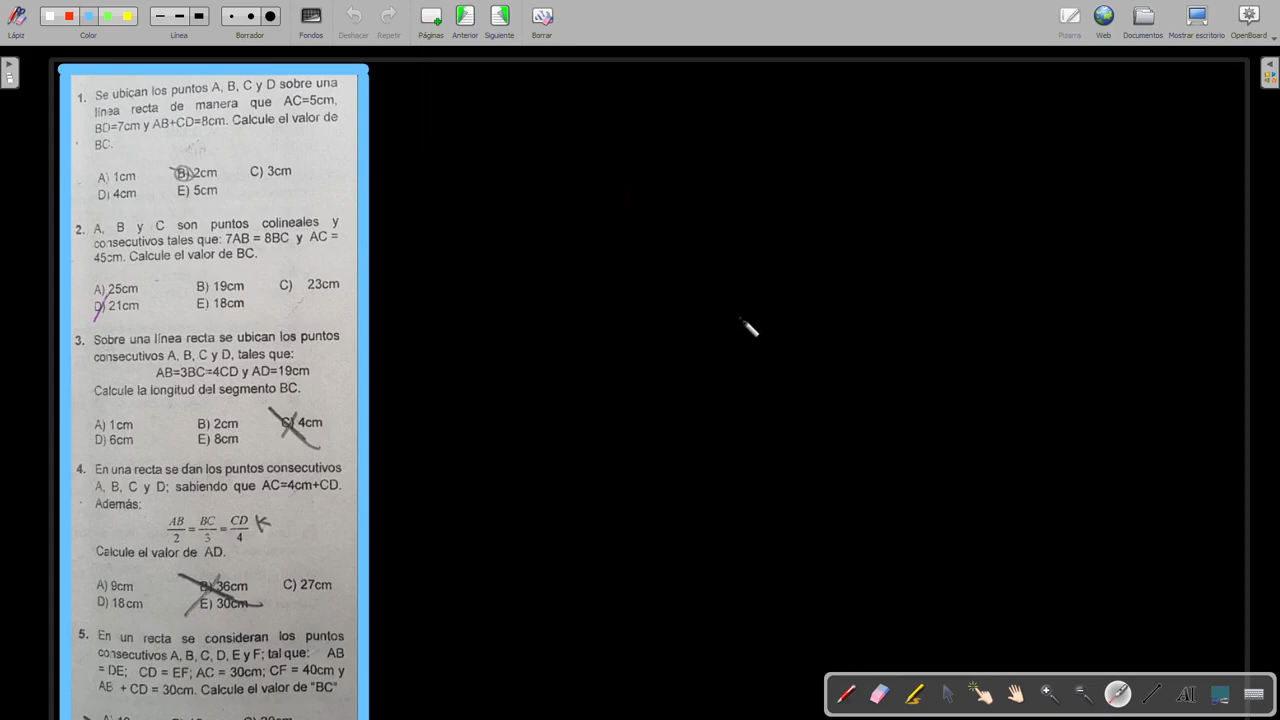 Lápiz Color Línea Borrador Fondos Deshacer Repetir Páginas Anterior Siguiente Borrar Pizarra Web Documentos Mostrar escritorio OpenBoard
1. Se ubican los puntos A, B, C y D sobre una
línea recta de manera que AC=5cm,
BD=7cm y AB+CD=8cm. Calcule el valor de
BC.
A) 1cm B) 2cm C) 3cm
D) 4cm E) 5cm
2. A, B y C son puntos colineales y
consecutivos tales que: 7AB = 8BC y AC =
45cm. Calcule el valor de BC.
A) 25cm B) 19cm C) 23cm
D) 21cm E) 18cm
3. Sobre una línea recta se ubican los puntos
consecutivos A, B, C y D, tales que:
AB=3BC=4CD y AD=19cm
Calcule la longitud del segmento BC.
A) 1cm B) 2cm C) 4cm
D) 6cm E) 8cm
4. En una recta se dan los puntos consecutivos
A, B, C y D; sabiendo que AC=4cm+CD.
Además:
AB/2 = BC/3 = CD/4 K
Calcule el valor de AD.
A) 9cm B) 36cm C) 27cm
D) 18cm E) 30cm
5. En un recta se consideran los puntos
consecutivos A, B, C, D, E y F; tal que: AB
= DE; CD = EF; AC = 30cm; CF = 40cm y
AB + CD = 30cm. Calcule el valor de "BC"